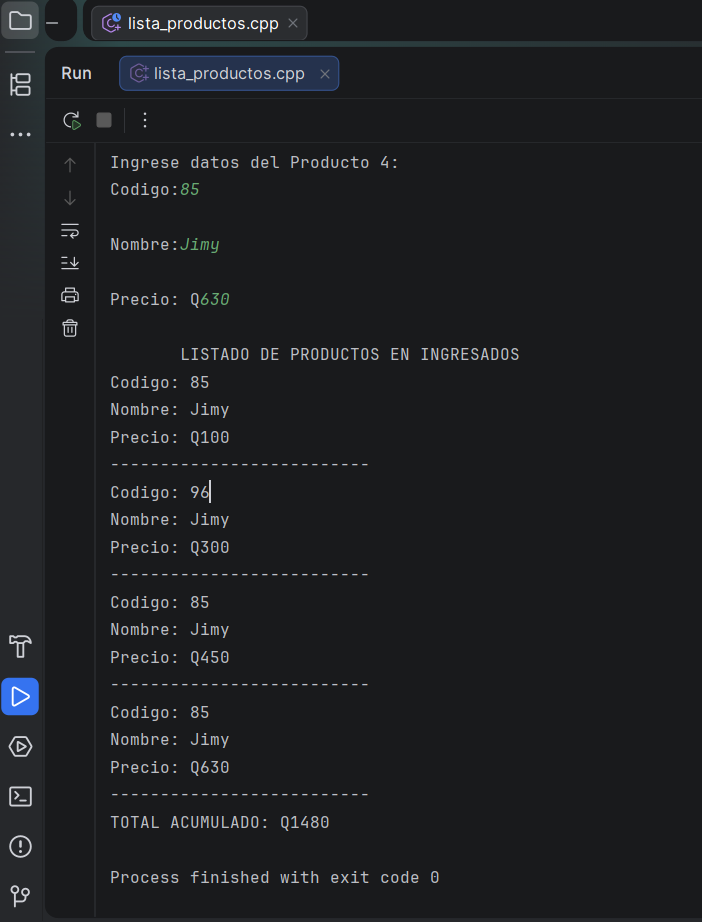 lista_productos.cpp
Run
lista_productos.cpp
Ingrese datos del Producto 4:
Codigo:85
Nombre:Jimy
Precio: Q630
LISTADO DE PRODUCTOS EN INGRESADOS
Codigo: 85
Nombre: Jimy
Precio: Q100
--------------------------
Codigo: 96
Nombre: Jimy
Precio: Q300
--------------------------
Codigo: 85
Nombre: Jimy
Precio: Q450
--------------------------
Codigo: 85
Nombre: Jimy
Precio: Q630
--------------------------
TOTAL ACUMULADO: Q1480
Process finished with exit code 0